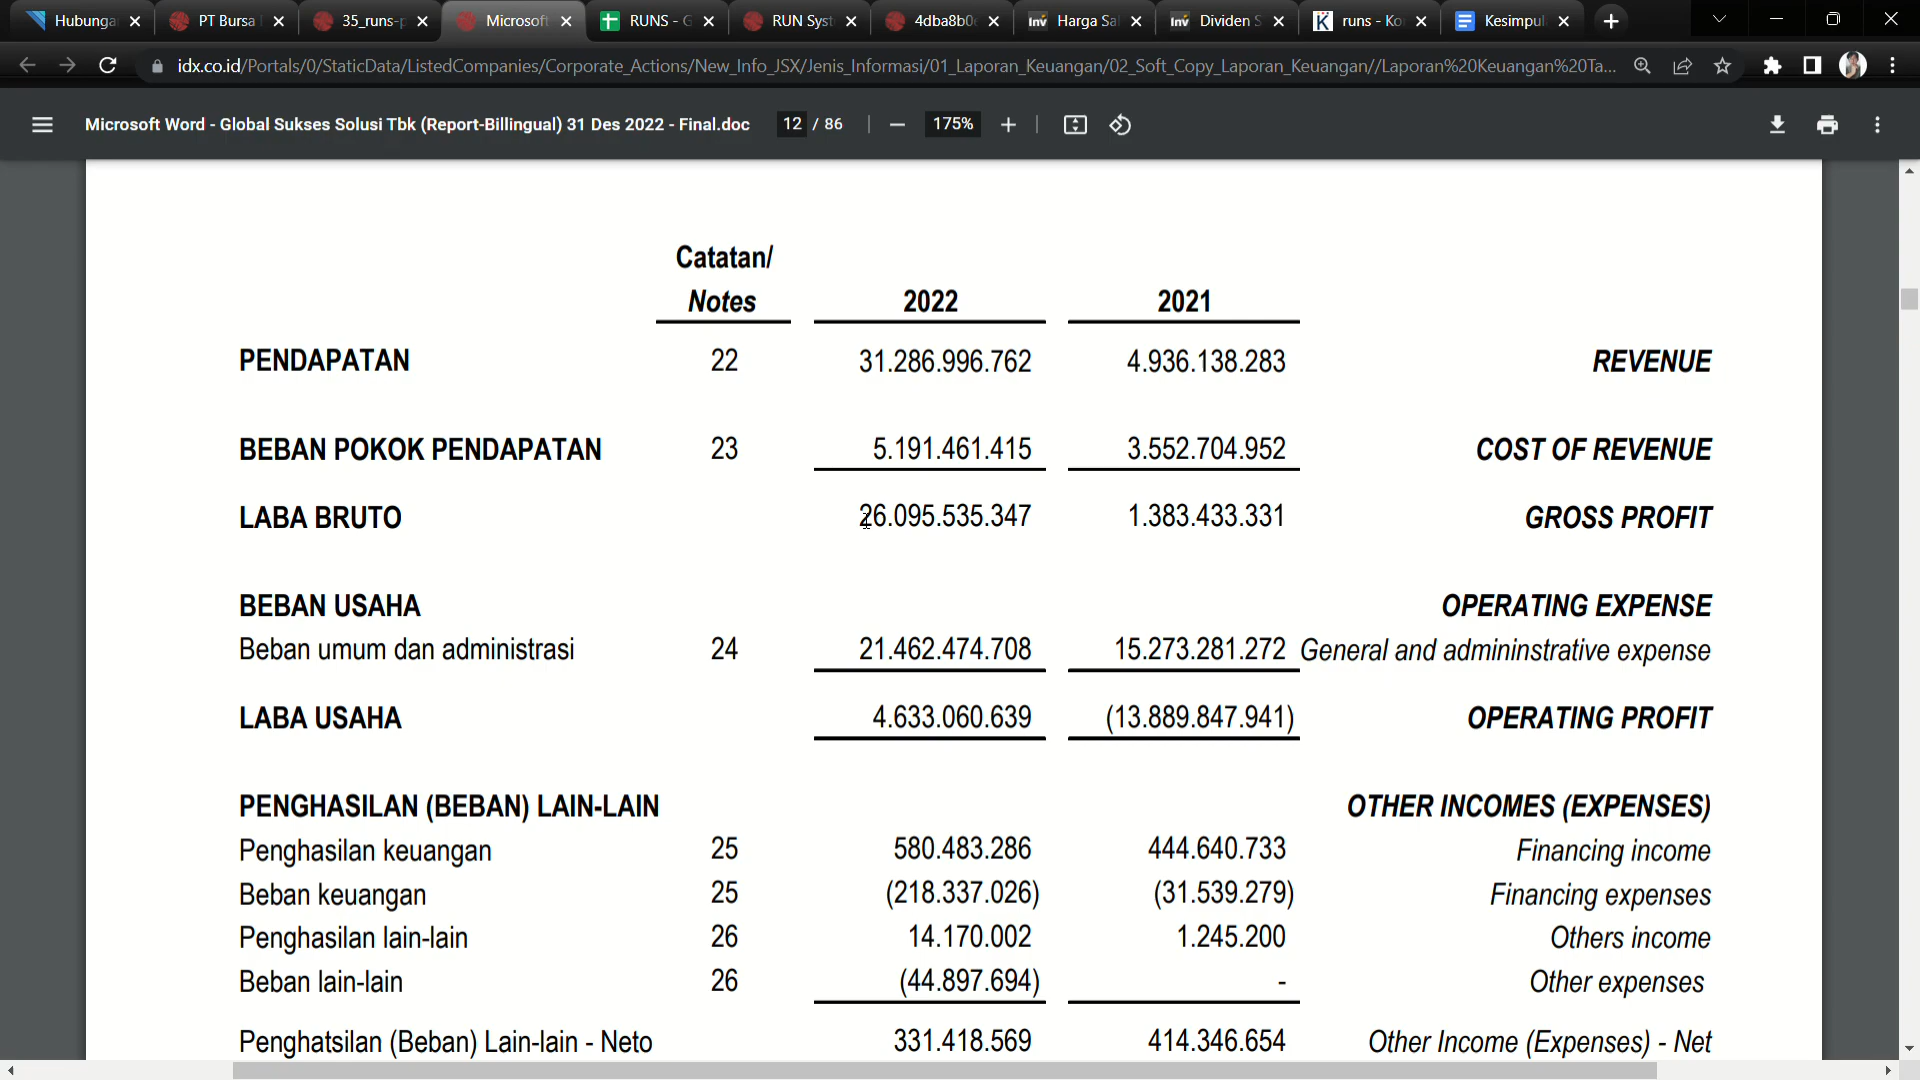 Hubunga
PT Bursa
35_runs-p
Microsoft
RUNS - G
RUN Syst
4dba8b0
Harga Sa
Dividen S
runs - Ko
Kesimpul
idx.co.id/Portals/0/StaticData/ListedCompanies/Corporate_Actions/New_Info_JSX/Jenis_Informasi/01_Laporan_Keuangan/02_Soft_Copy_Laporan_Keuangan//Laporan%20Keuangan%20Ta...
Microsoft Word - Global Sukses Solusi Tbk (Report-Billingual) 31 Des 2022 - Final.doc 12 / 86 175%
Catatan/
Notes 2022 2021
PENDAPATAN 22 31.286.996.762 4.936.138.283 REVENUE
BEBAN POKOK PENDAPATAN 23 5.191.461.415 3.552.704.952 COST OF REVENUE
LABA BRUTO 26.095.535.347 1.383.433.331 GROSS PROFIT
BEBAN USAHA OPERATING EXPENSE
Beban umum dan administrasi 24 21.462.474.708 15.273.281.272 General and admininstrative expense
LABA USAHA 4.633.060.639 (13.889.847.941) OPERATING PROFIT
PENGHASILAN (BEBAN) LAIN-LAIN OTHER INCOMES (EXPENSES)
Penghasilan keuangan 25 580.483.286 444.640.733 Financing income
Beban keuangan 25 (218.337.026) (31.539.279) Financing expenses
Penghasilan lain-lain 26 14.170.002 1.245.200 Others income
Beban lain-lain 26 (44.897.694) - Other expenses
Penghatsilan (Beban) Lain-lain - Neto 331.418.569 414.346.654 Other Income (Expenses) - Net